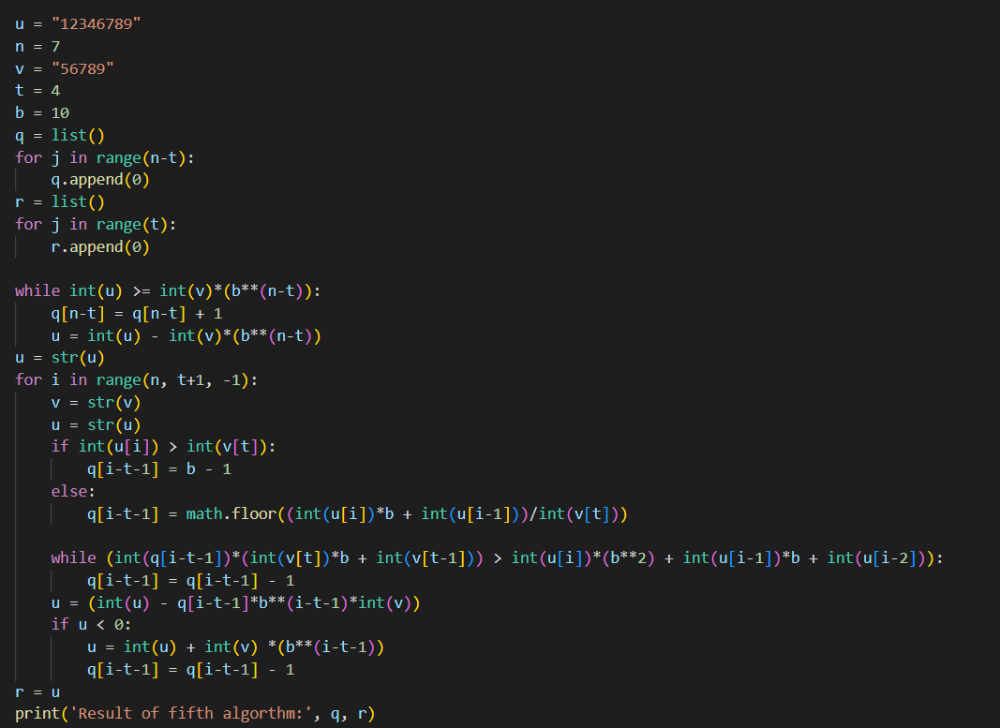 u = "12346789"
n = 7
v = "56789"
t = 4
b = 10
q = list()
for j in range(n-t):
    q.append(0)
r = list()
for j in range(t):
    r.append(0)

while int(u) >= int(v)*(b**(n-t)):
    q[n-t] = q[n-t] + 1
    u = int(u) - int(v)*(b**(n-t))
u = str(u)
for i in range(n, t+1, -1):
    v = str(v)
    u = str(u)
    if int(u[i]) > int(v[t]):
        q[i-t-1] = b - 1
    else:
        q[i-t-1] = math.floor((int(u[i])*b + int(u[i-1]))/int(v[t]))

    while (int(q[i-t-1])*(int(v[t])*b + int(v[t-1])) > int(u[i])*(b**2) + int(u[i-1])*b + int(u[i-2])):
        q[i-t-1] = q[i-t-1] - 1
    u = (int(u) - q[i-t-1]*b**(i-t-1)*int(v))
    if u < 0:
        u = int(u) + int(v) *(b**(i-t-1))
        q[i-t-1] = q[i-t-1] - 1
r = u
print('Result of fifth algorthm:', q, r)